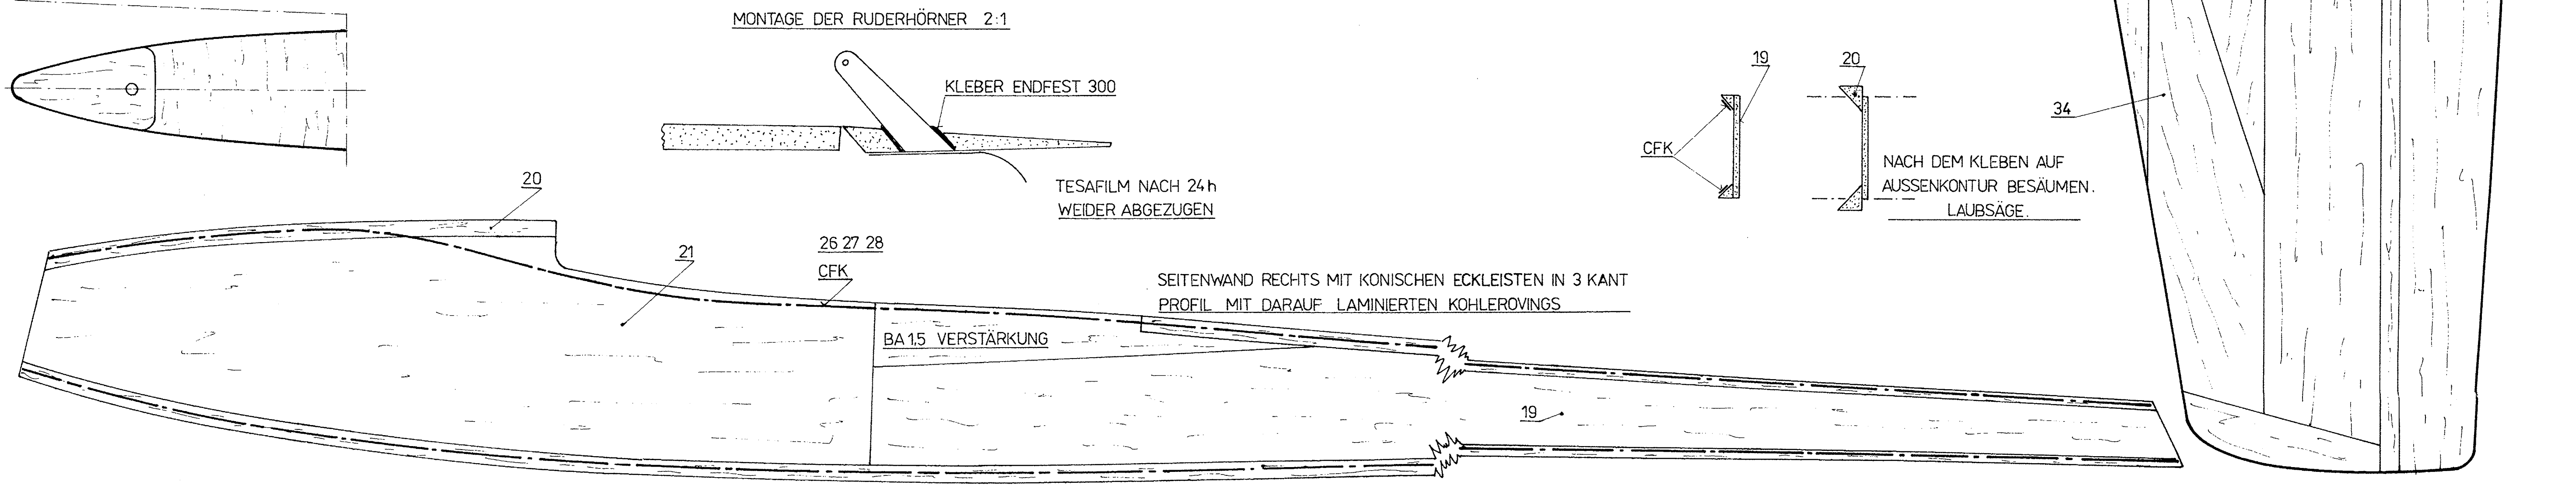 MONTAGE DER RUDERHÖRNER 2:1
KLEBER ENDFEST 300
TESAFILM NACH 24h
WEIDER ABGEZUGEN
19
20
CFK
NACH DEM KLEBEN AUF
AUSSENKONTUR BESÄUMEN.
LAUBSÄGE.
34
20
21
26 27 28
CFK
SEITENWAND RECHTS MIT KONISCHEN ECKLEISTEN IN 3 KANT
PROFIL MIT DARAUF LAMINIERTEN KOHLEROVINGS
BA 1,5 VERSTÄRKUNG
19